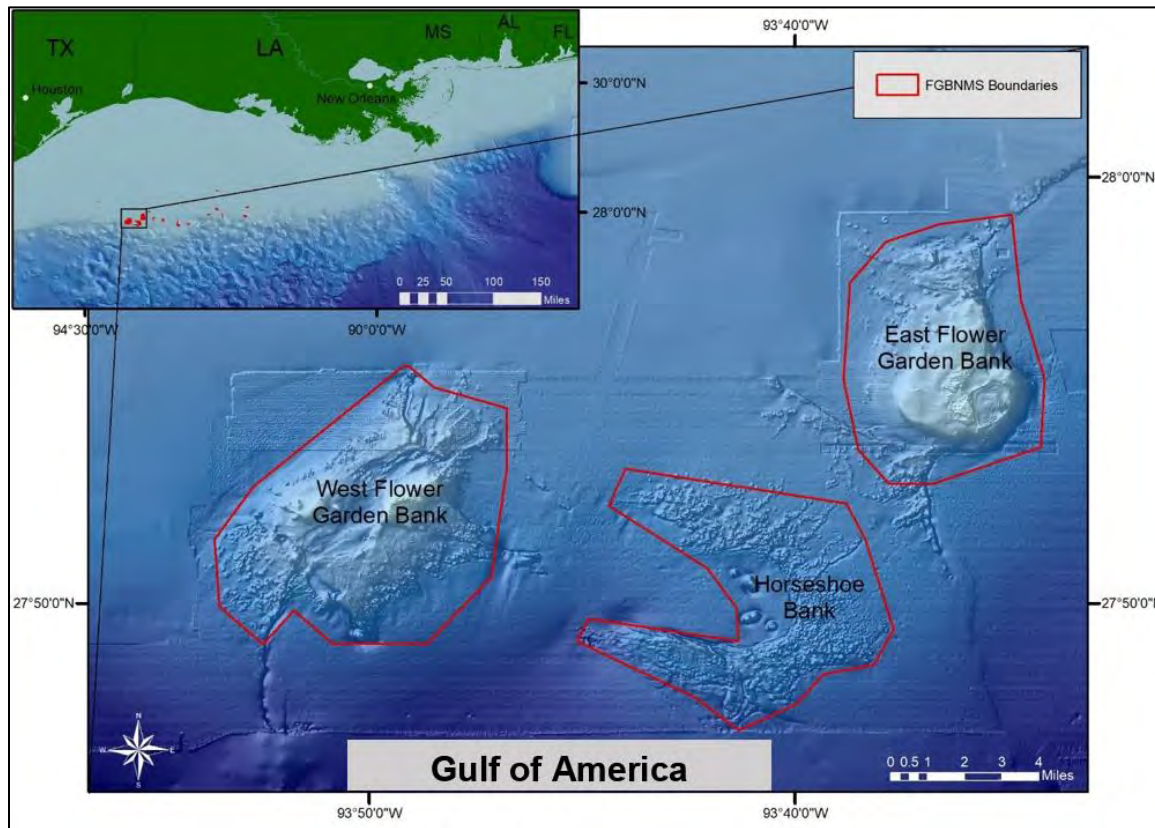 TX
LA
MS
AL
FL
Houston
New Orleans
30°0'0"N
28°0'0"N
0 25 50 100 150
Miles
94°30'0"W
90°0'0"W
93°40'0"W
FGBNMS Boundaries
28°0'0"N
East Flower
Garden Bank
West Flower
Garden Bank
Horseshoe
Bank
27°50'0"N
27°50'0"N
N
W
E
S
Gulf of America
0 0.5 1 2 3 4
Miles
93°50'0"W
93°40'0"W